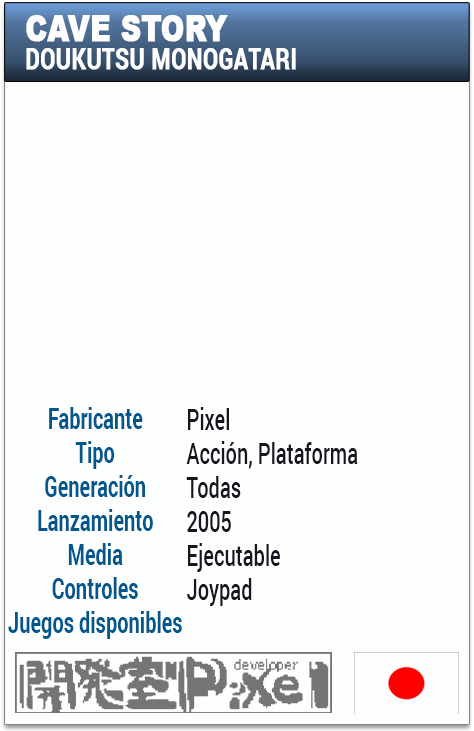 CAVE STORY
DOUKUTSU MONOGATARI
Fabricante Pixel
Tipo Acción, Plataforma
Generación Todas
Lanzamiento 2005
Media Ejecutable
Controles Joypad
Juegos disponibles
開発室Pixel
developer